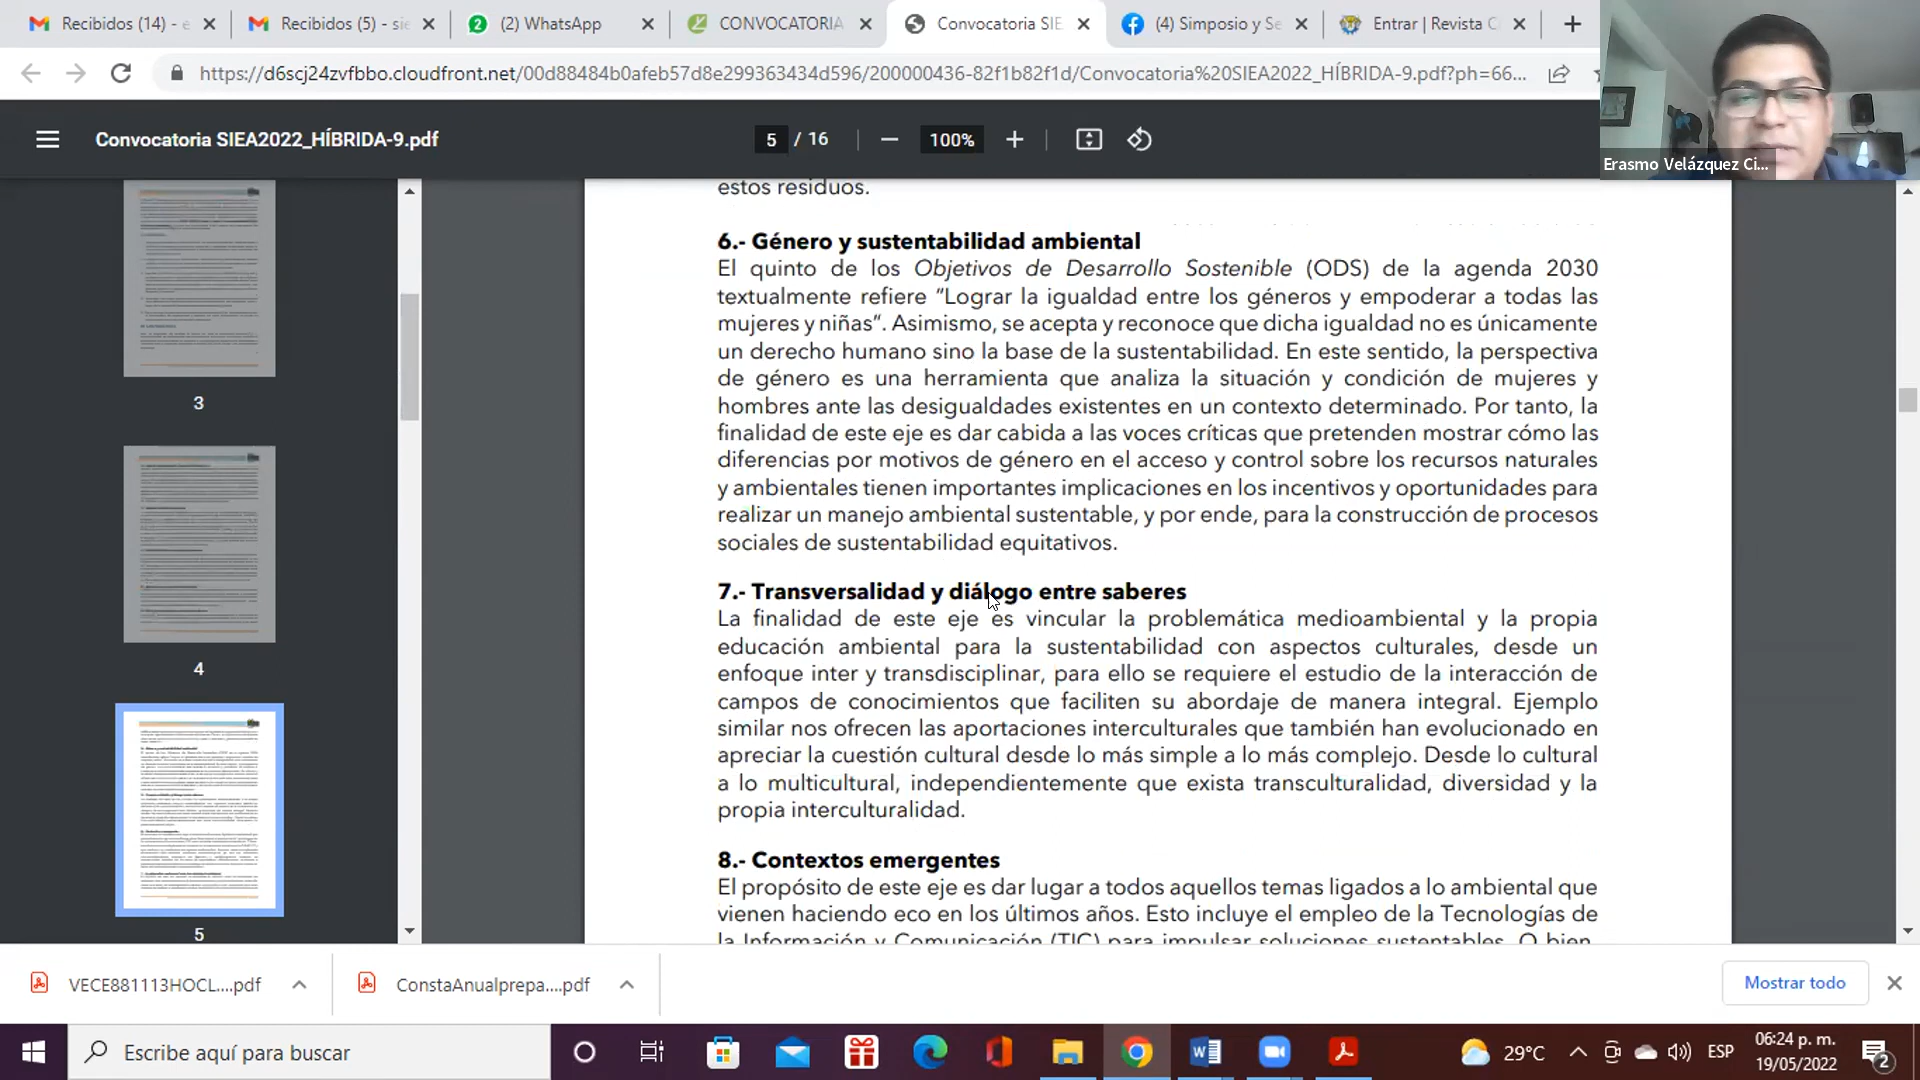 Recibidos (14) - e
Recibidos (5) - sie
(2) WhatsApp
CONVOCATORIA
Convocatoria SIE
(4) Simposio y Se
Entrar | Revista C
https://d6scj24zvfbbo.cloudfront.net/00d88484b0afeb57d8e299363434d596/200000436-82f1b82f1d/Convocatoria%20SIEA2022_HÍBRIDA-9.pdf?ph=66...
Convocatoria SIEA2022_HÍBRIDA-9.pdf
5 / 16
100%
Erasmo Velázquez Ci...
estos residuos.
6.- Género y sustentabilidad ambiental
El quinto de los Objetivos de Desarrollo Sostenible (ODS) de la agenda 2030
textualmente refiere “Lograr la igualdad entre los géneros y empoderar a todas las
mujeres y niñas”. Asimismo, se acepta y reconoce que dicha igualdad no es únicamente
un derecho humano sino la base de la sustentabilidad. En este sentido, la perspectiva
de género es una herramienta que analiza la situación y condición de mujeres y
hombres ante las desigualdades existentes en un contexto determinado. Por tanto, la
finalidad de este eje es dar cabida a las voces críticas que pretenden mostrar cómo las
diferencias por motivos de género en el acceso y control sobre los recursos naturales
y ambientales tienen importantes implicaciones en los incentivos y oportunidades para
realizar un manejo ambiental sustentable, y por ende, para la construcción de procesos
sociales de sustentabilidad equitativos.
7.- Transversalidad y diálogo entre saberes
La finalidad de este eje es vincular la problemática medioambiental y la propia
educación ambiental para la sustentabilidad con aspectos culturales, desde un
enfoque inter y transdisciplinar, para ello se requiere el estudio de la interacción de
campos de conocimientos que faciliten su abordaje de manera integral. Ejemplo
similar nos ofrecen las aportaciones interculturales que también han evolucionado en
apreciar la cuestión cultural desde lo más simple a lo más complejo. Desde lo cultural
a lo multicultural, independientemente que exista transculturalidad, diversidad y la
propia interculturalidad.
8.- Contextos emergentes
El propósito de este eje es dar lugar a todos aquellos temas ligados a lo ambiental que
vienen haciendo eco en los últimos años. Esto incluye el empleo de la Tecnologías de
la Información y Comunicación (TIC) para impulsar soluciones sustentables. O bien,
3
4
5
VECE881113HOCL....pdf
ConstaAnualprepa....pdf
Mostrar todo
Escribe aquí para buscar
29°C
ESP
06:24 p. m.
19/05/2022
2